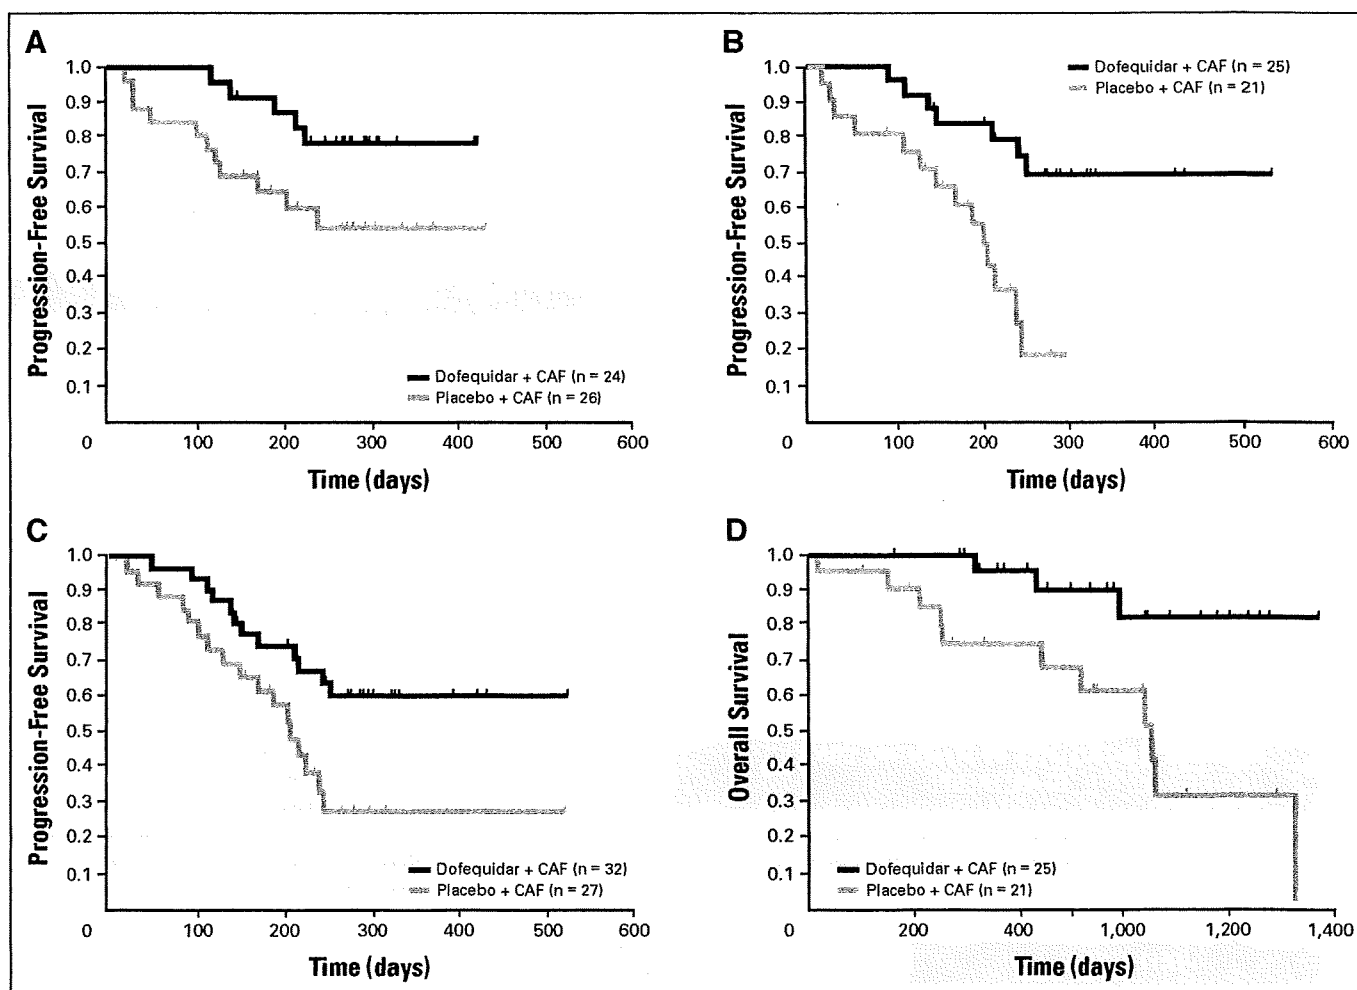 A
1.0
0.9
0.8
0.7
0.6
0.5
0.4
0.3
0.2
0.1
Progression-Free Survival
Dofequidar + CAF (n = 24)
Placebo + CAF (n = 26)
0 100 200 300 400 500 600
Time (days)
B
1.0
0.9
0.8
0.7
0.6
0.5
0.4
0.3
0.2
0.1
Progression-Free Survival
Dofequidar + CAF (n = 25)
Placebo + CAF (n = 21)
0 100 200 300 400 500 600
Time (days)
C
1.0
0.9
0.8
0.7
0.6
0.5
0.4
0.3
0.2
0.1
Progression-Free Survival
Dofequidar + CAF (n = 32)
Placebo + CAF (n = 27)
0 100 200 300 400 500 600
Time (days)
D
1.0
0.9
0.8
0.7
0.6
0.5
0.4
0.3
0.2
0.1
Overall Survival
Dofequidar + CAF (n = 25)
Placebo + CAF (n = 21)
0 200 400 1,000 1,200 1,400
Time (days)